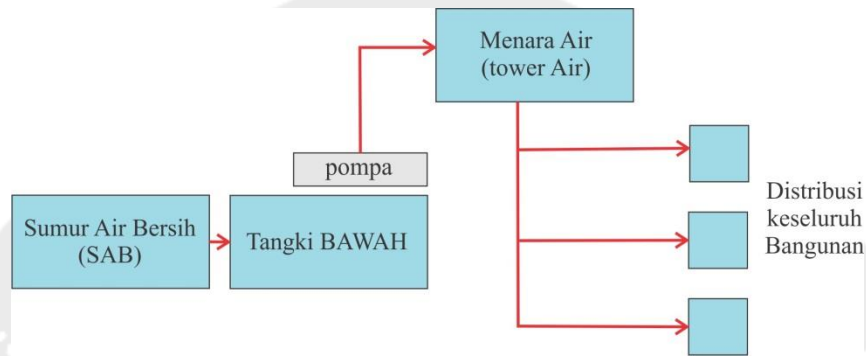 Menara Air
(tower Air)
pompa
Sumur Air Bersih
(SAB)
Tangki BAWAH
Distribusi
keseluruh
Bangunan